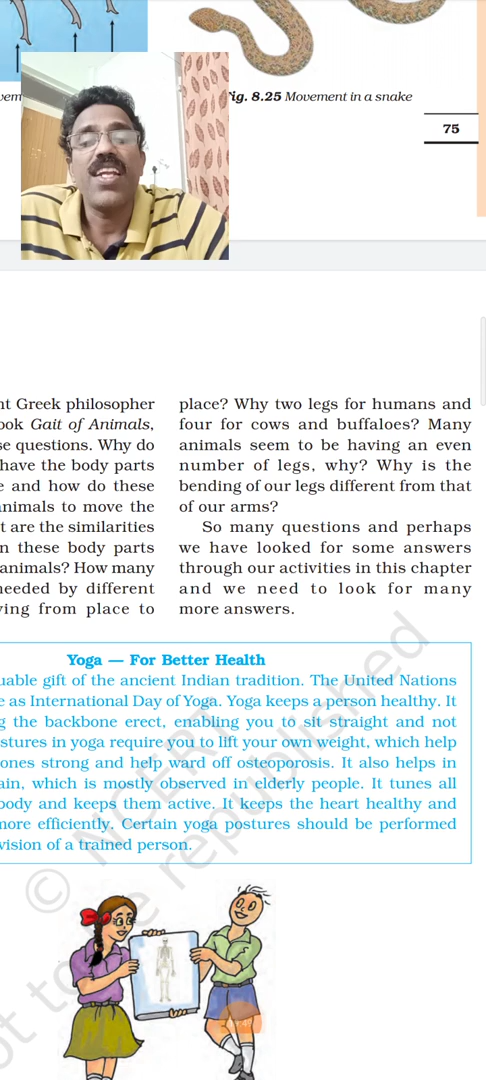 vem
ig. 8.25 Movement in a snake
75
nt Greek philosopher
ook Gait of Animals,
se questions. Why do
have the body parts
e and how do these
animals to move the
t are the similarities
n these body parts
animals? How many
needed by different
ving from place to
place? Why two legs for humans and
four for cows and buffaloes? Many
animals seem to be having an even
number of legs, why? Why is the
bending of our legs different from that
of our arms?
So many questions and perhaps
we have looked for some answers
through our activities in this chapter
and we need to look for many
more answers.
Yoga — For Better Health
uable gift of the ancient Indian tradition. The United Nations
e as International Day of Yoga. Yoga keeps a person healthy. It
g the backbone erect, enabling you to sit straight and not
stures in yoga require you to lift your own weight, which help
ones strong and help ward off osteoporosis. It also helps in
ain, which is mostly observed in elderly people. It tunes all
body and keeps them active. It keeps the heart healthy and
more efficiently. Certain yoga postures should be performed
vision of a trained person.
© NCERT
not to be republished